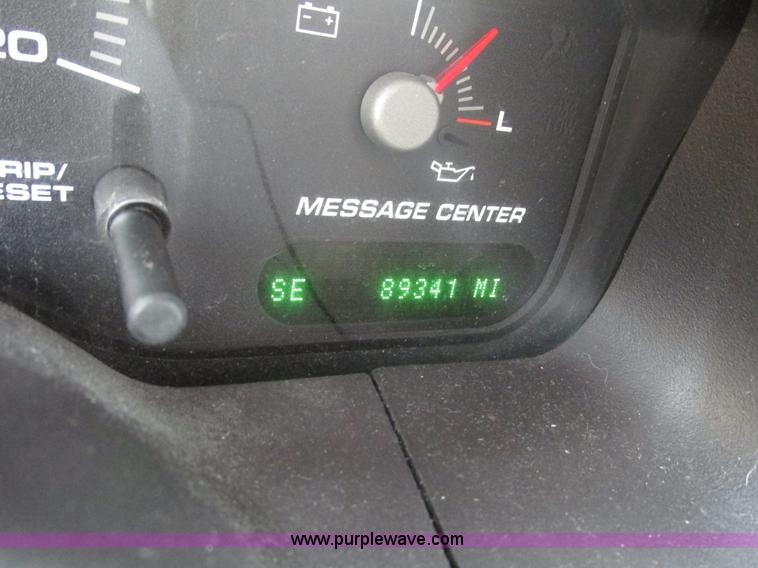 20
- +
L
RIP/
ESET
MESSAGE CENTER
SE 89341 MI
www.purplewave.com